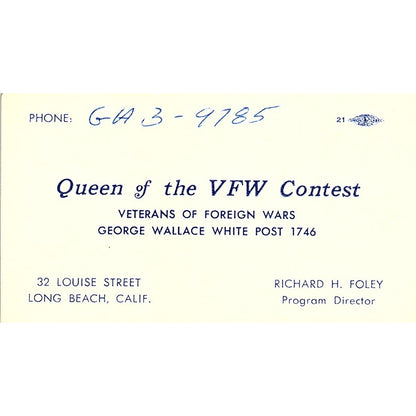 PHONE: GA 3-9785 21
Queen of the VFW Contest
VETERANS OF FOREIGN WARS
GEORGE WALLACE WHITE POST 1746
32 LOUISE STREET
LONG BEACH, CALIF.
RICHARD H. FOLEY
Program Director